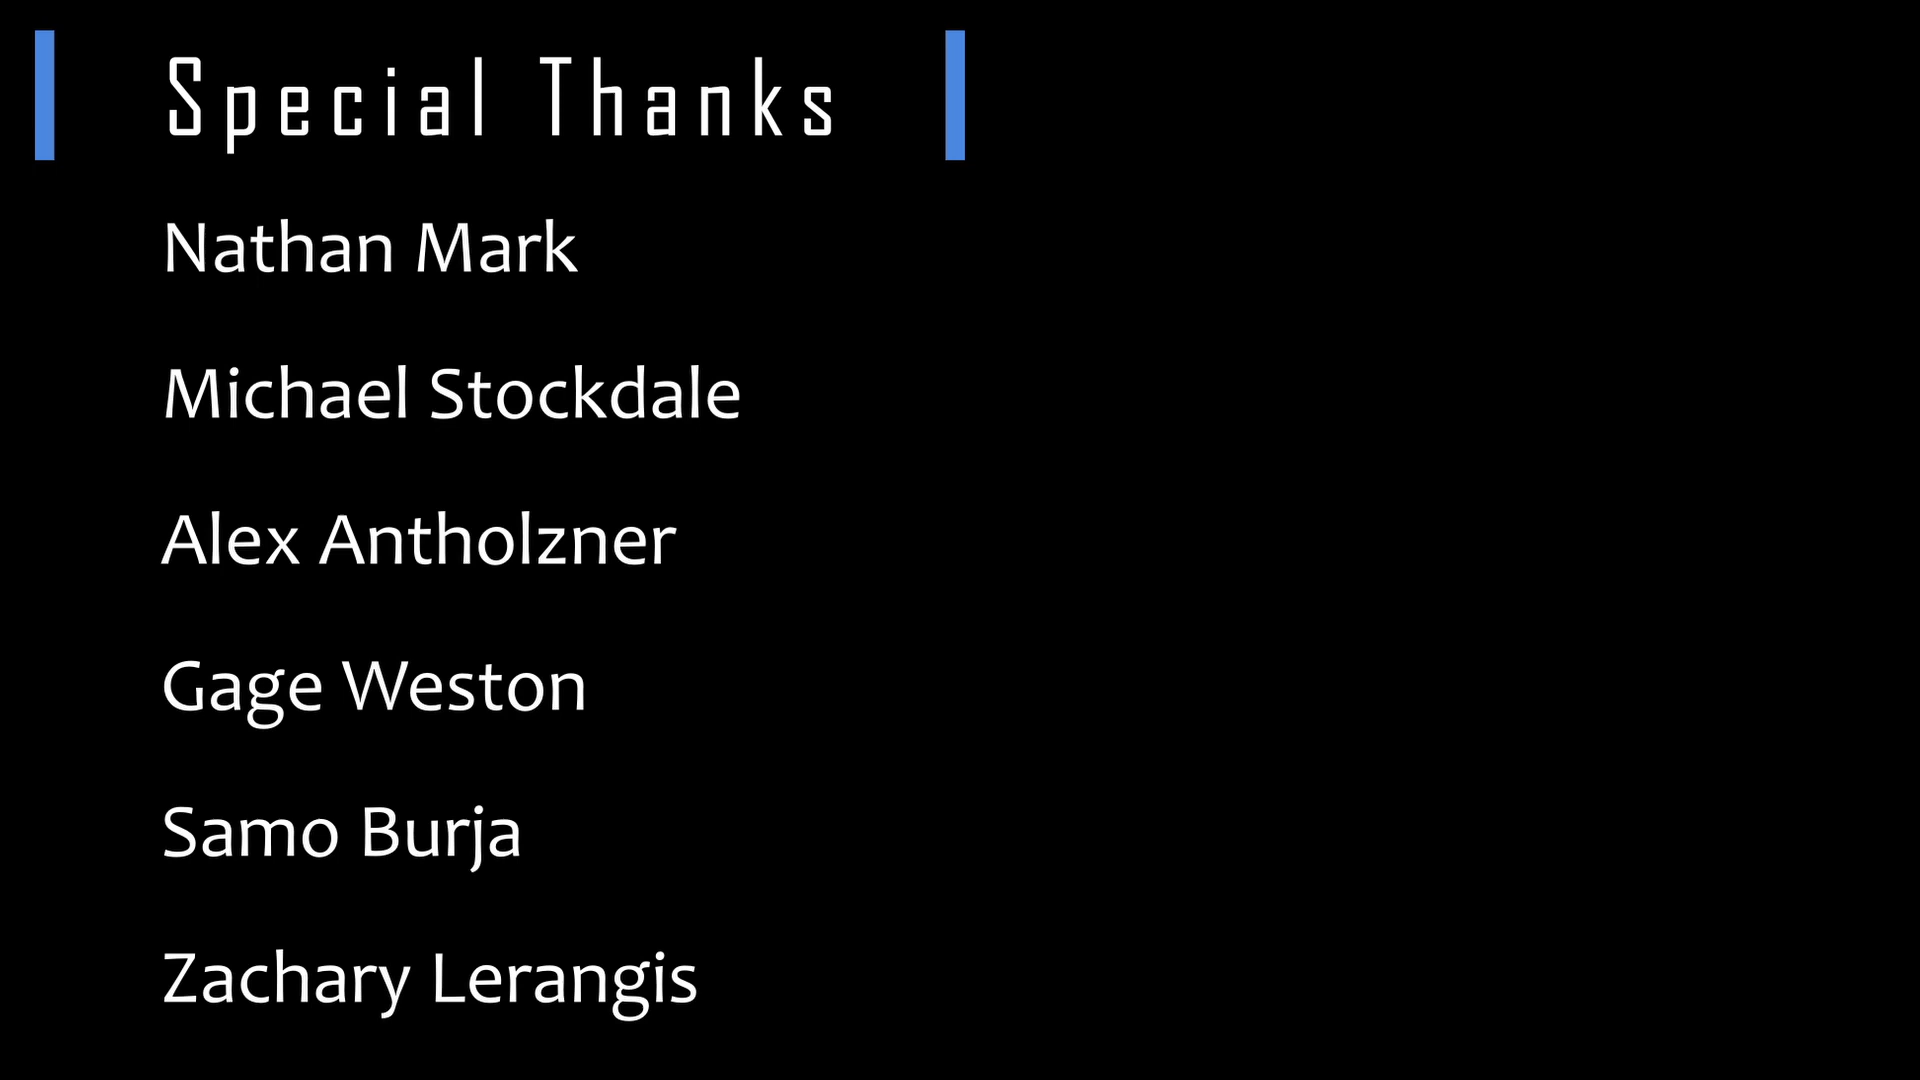 Special Thanks
Nathan Mark
Michael Stockdale
Alex Antholzner
Gage Weston
Samo Burja
Zachary Lerangis